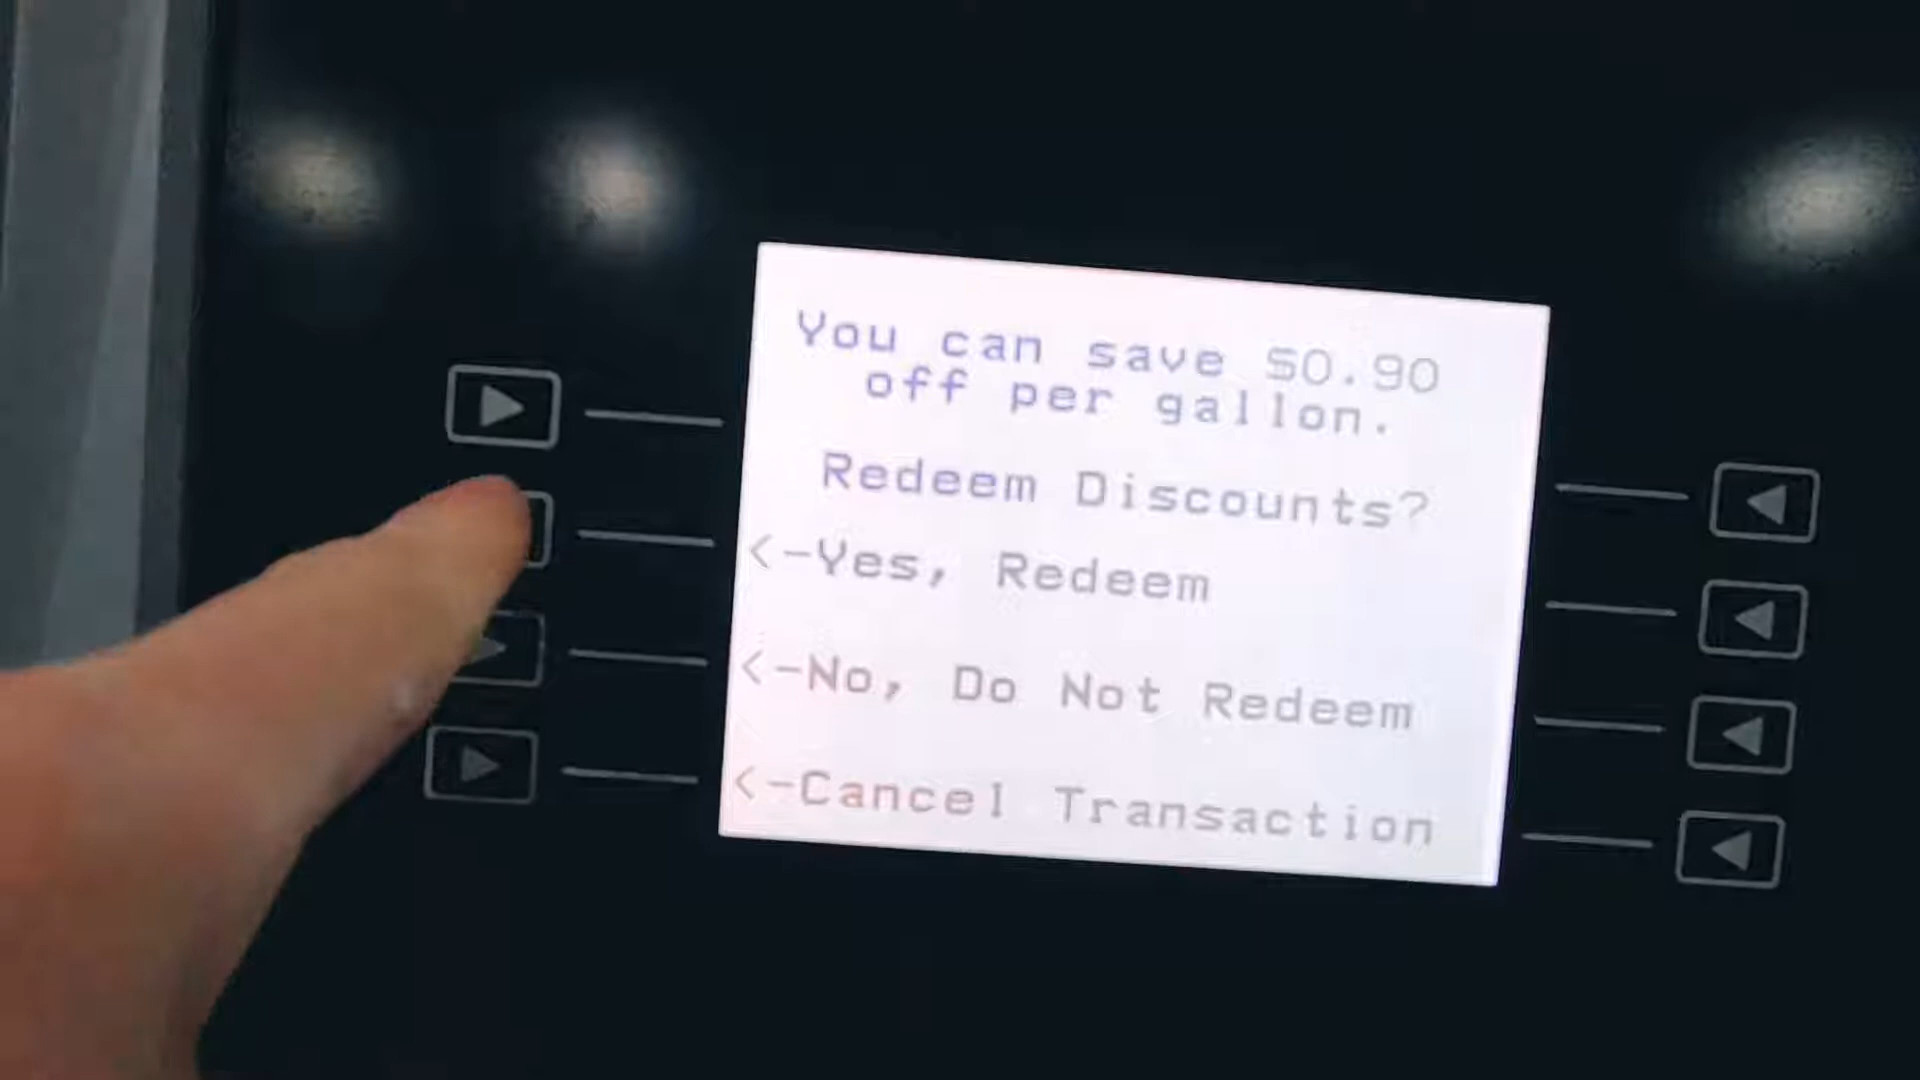 You can save $0.90
off per gallon.
Redeem Discounts?
<-Yes, Redeem
<-No, Do Not Redeem
<-Cancel Transaction